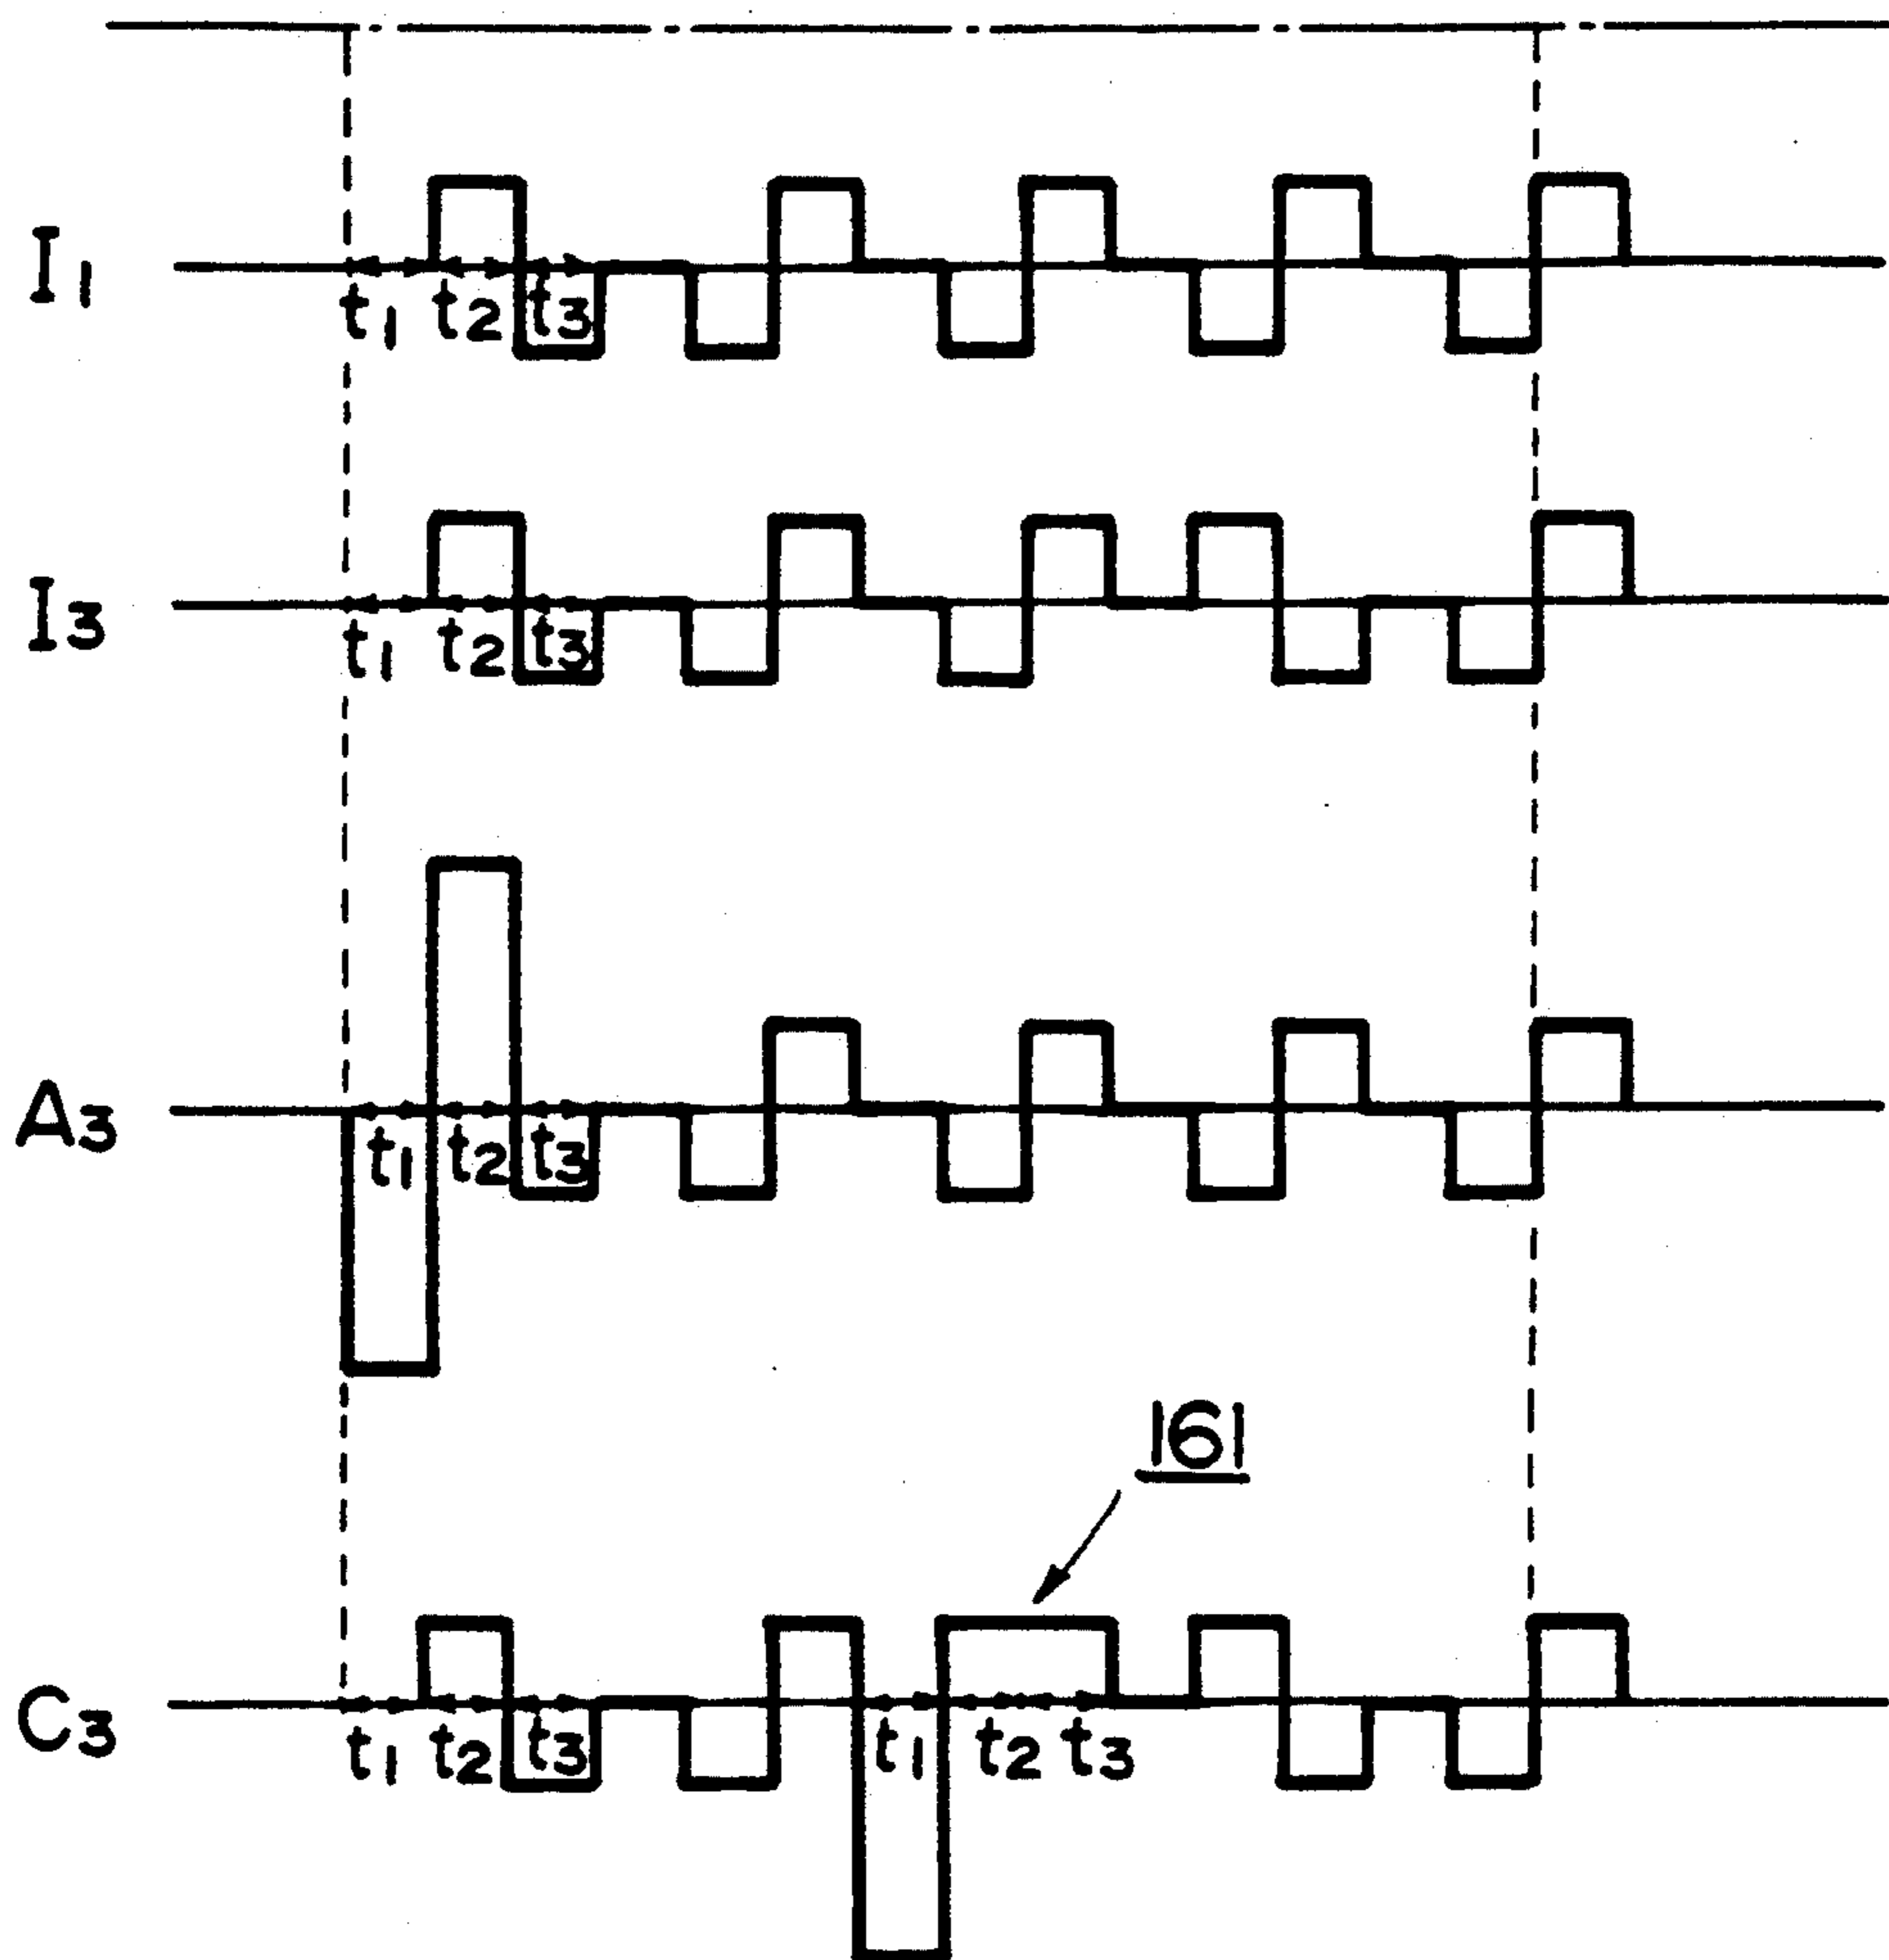 I₁
t₁ t₂ t₃
I₃
t₁ t₂ t₃
A₃
t₁ t₂ t₃
161
C₃
t₁ t₂ t₃ t₁ t₂ t₃